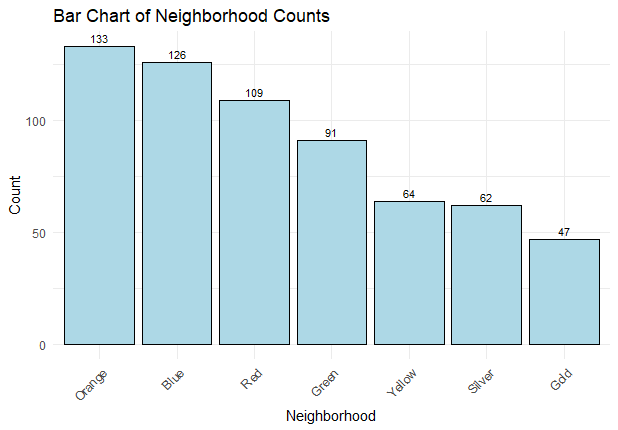 Bar Chart of Neighborhood Counts
133
126
109
91
64
62
47
100
50
0
Count
Orange
Blue
Red
Green
Yellow
Silver
Gold
Neighborhood